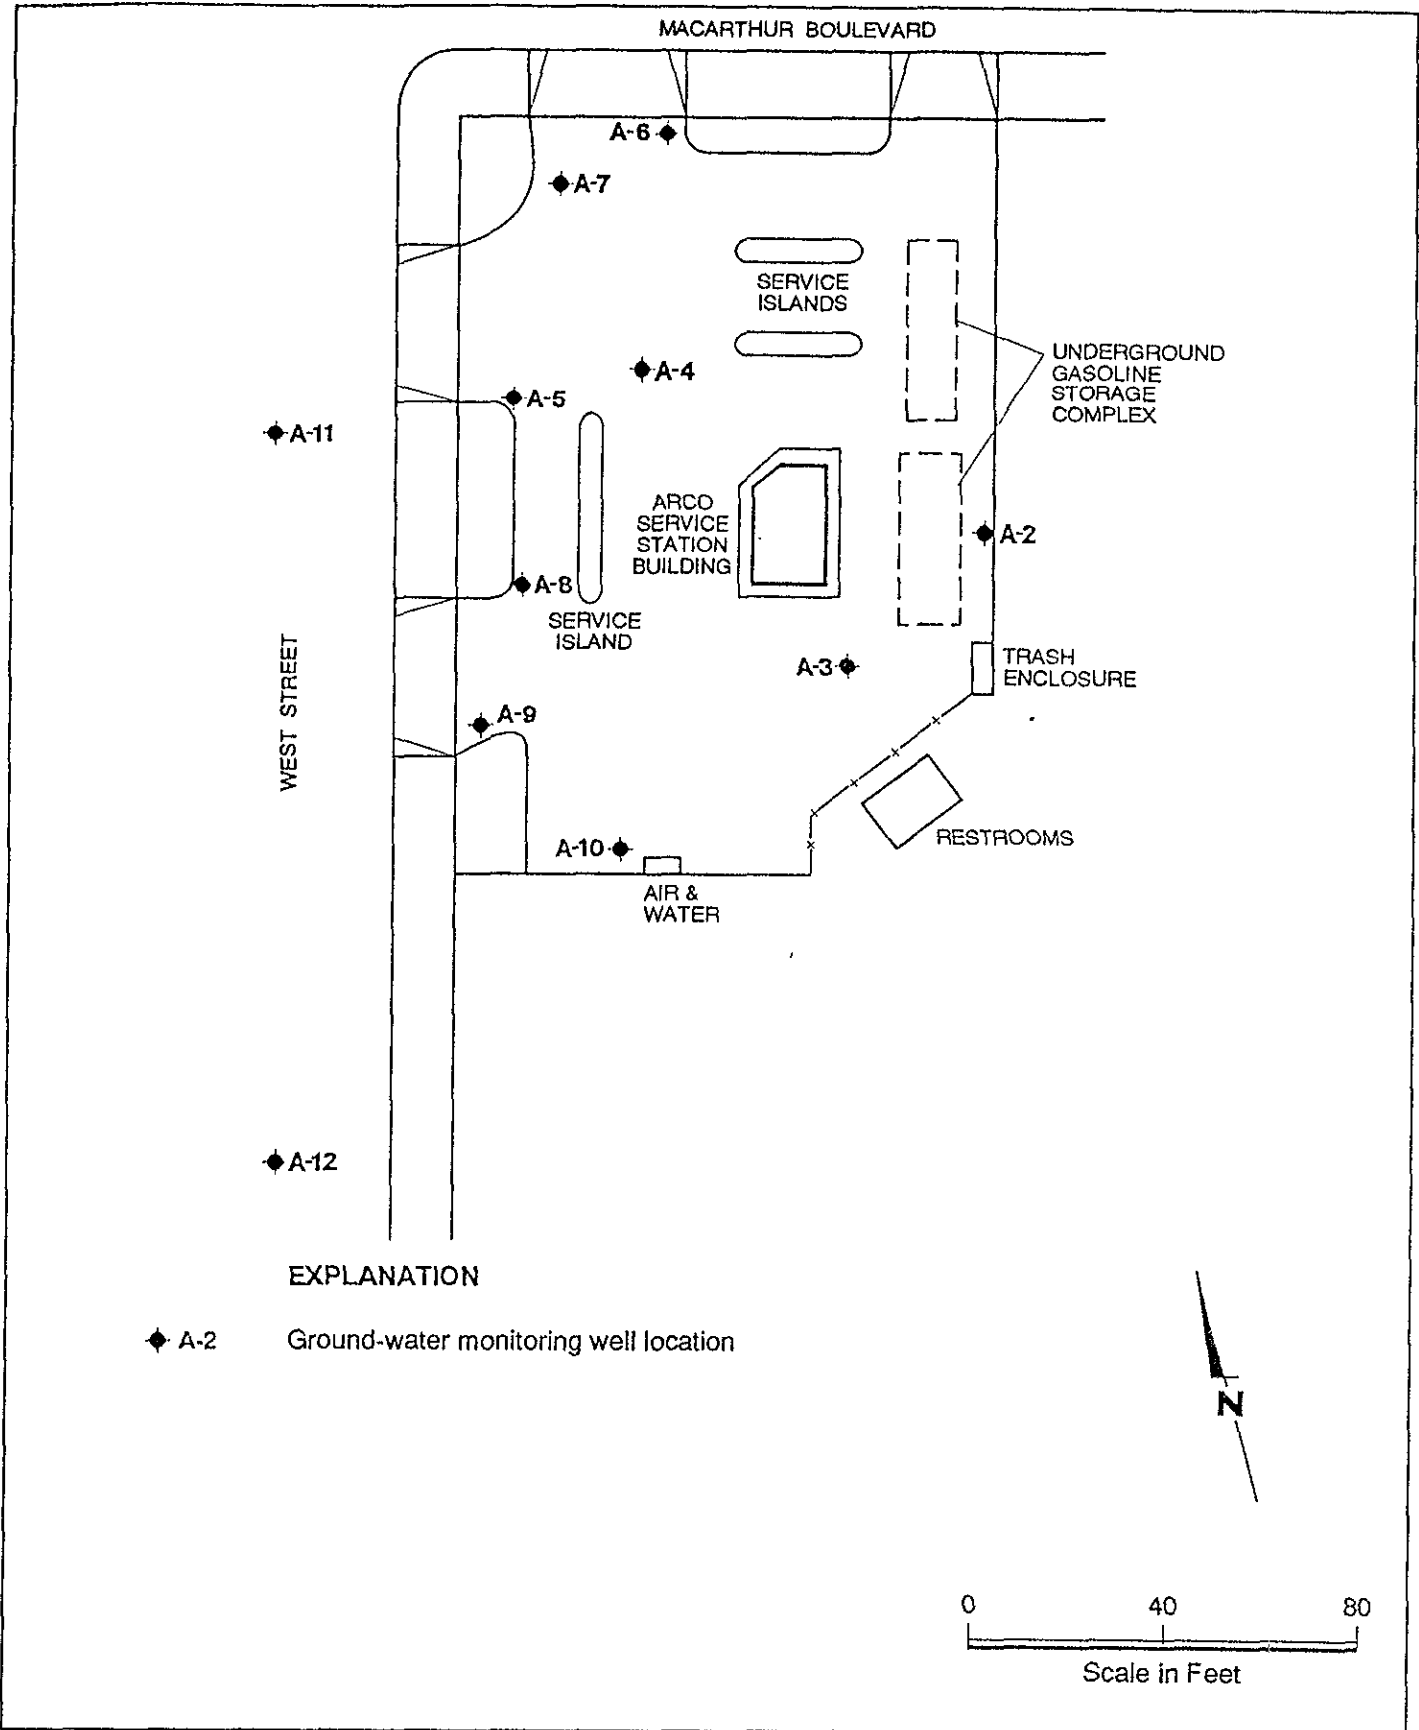 MACARTHUR BOULEVARD
A-6
A-7
SERVICE
ISLANDS
UNDERGROUND
GASOLINE
STORAGE
COMPLEX
A-4
A-5
A-11
ARCO
SERVICE
STATION
BUILDING
A-2
A-8
SERVICE
ISLAND
WEST STREET
A-3
TRASH
ENCLOSURE
A-9
RESTROOMS
A-10
AIR &
WATER
A-12
EXPLANATION
A-2 Ground-water monitoring well location
N
0 40 80
Scale in Feet